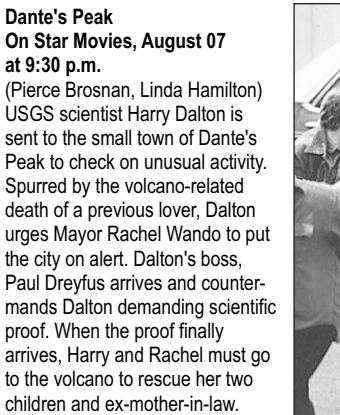 Dante's Peak
On Star Movies, August 07
at 9:30 p.m.
(Pierce Brosnan, Linda Hamilton)
USGS scientist Harry Dalton is
sent to the small town of Dante's
Peak to check on unusual activity.
Spurred by the volcano-related
death of a previous lover, Dalton
urges Mayor Rachel Wando to put
the city on alert. Dalton's boss,
Paul Dreyfus arrives and counter-
mands Dalton demanding scientific
proof. When the proof finally
arrives, Harry and Rachel must go
to the volcano to rescue her two
children and ex-mother-in-law.